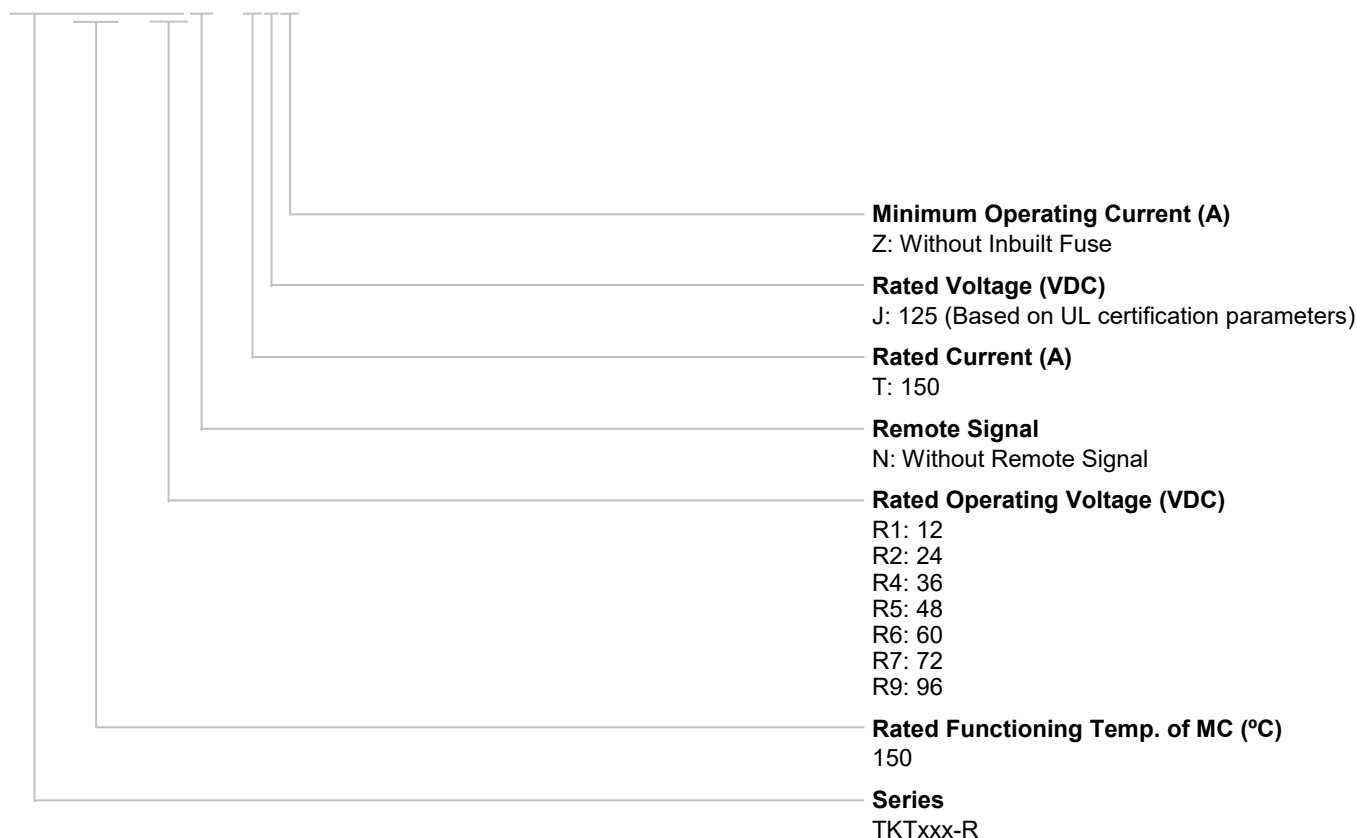 Minimum Operating Current (A)
Z: Without Inbuilt Fuse
Rated Voltage (VDC)
J: 125 (Based on UL certification parameters)
Rated Current (A)
T: 150
Remote Signal
N: Without Remote Signal
Rated Operating Voltage (VDC)
R1: 12
R2: 24
R4: 36
R5: 48
R6: 60
R7: 72
R9: 96
Rated Functioning Temp. of MC (ºC)
150
Series
TKTxxx-R